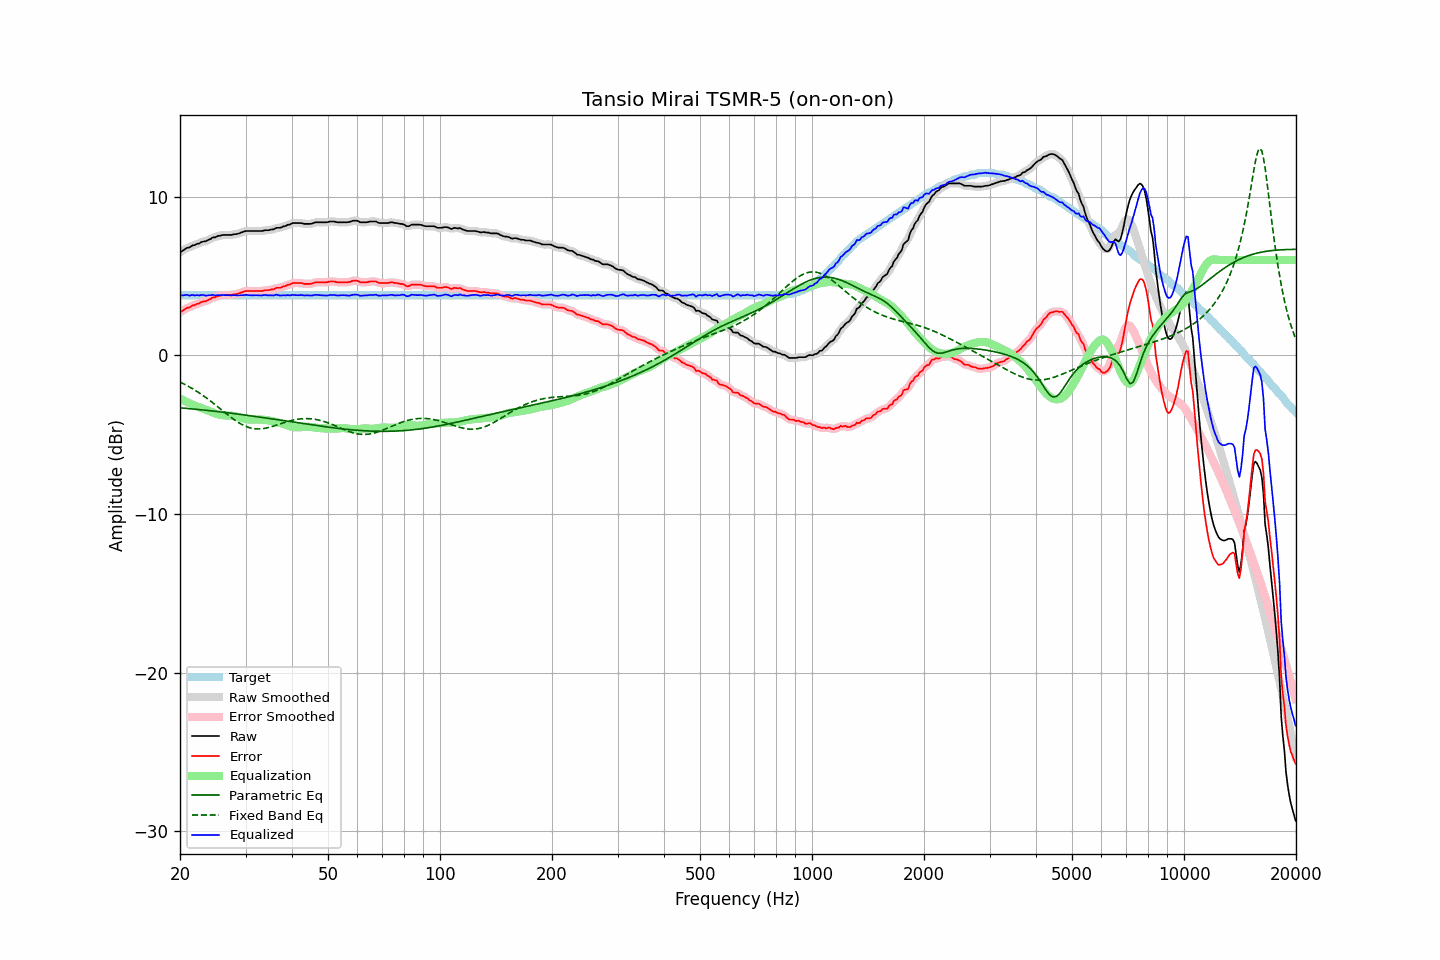 Tansio Mirai TSMR-5 (on-on-on)
10
0
−10
−20
−30
Amplitude (dBr)
Target
Raw Smoothed
Error Smoothed
Raw
Error
Equalization
Parametric Eq
Fixed Band Eq
Equalized
20
50
100
200
500
1000
2000
5000
10000
20000
Frequency (Hz)